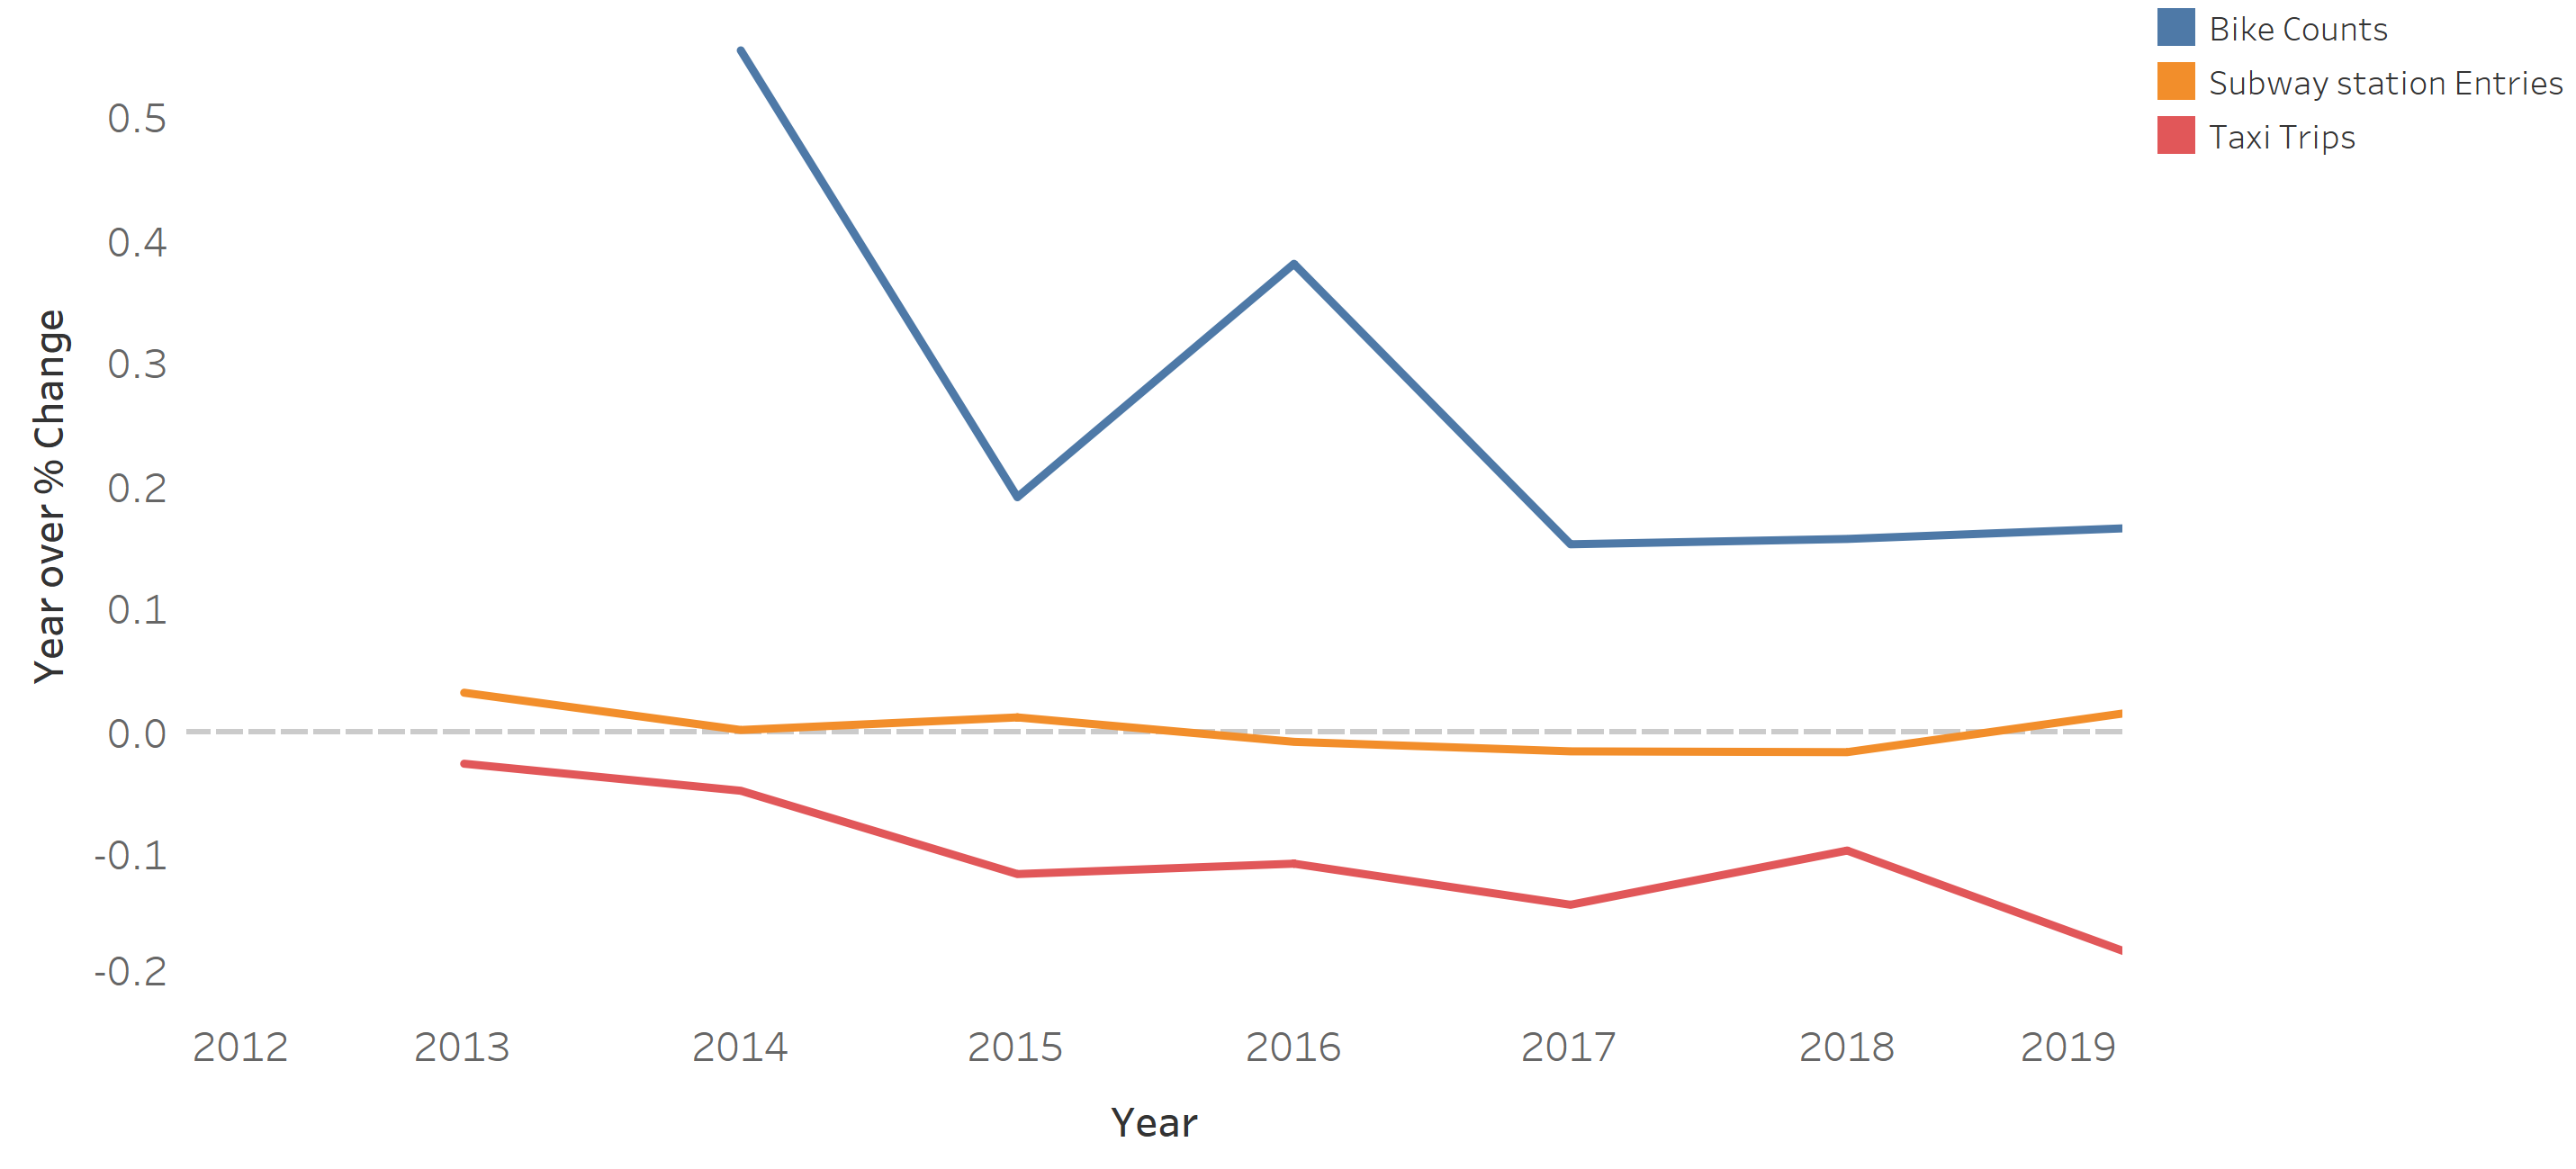 Bike Counts
Subway station Entries
Taxi Trips
Year over % Change
0.5
0.4
0.3
0.2
0.1
0.0
-0.1
-0.2
2012 2013 2014 2015 2016 2017 2018 2019
Year